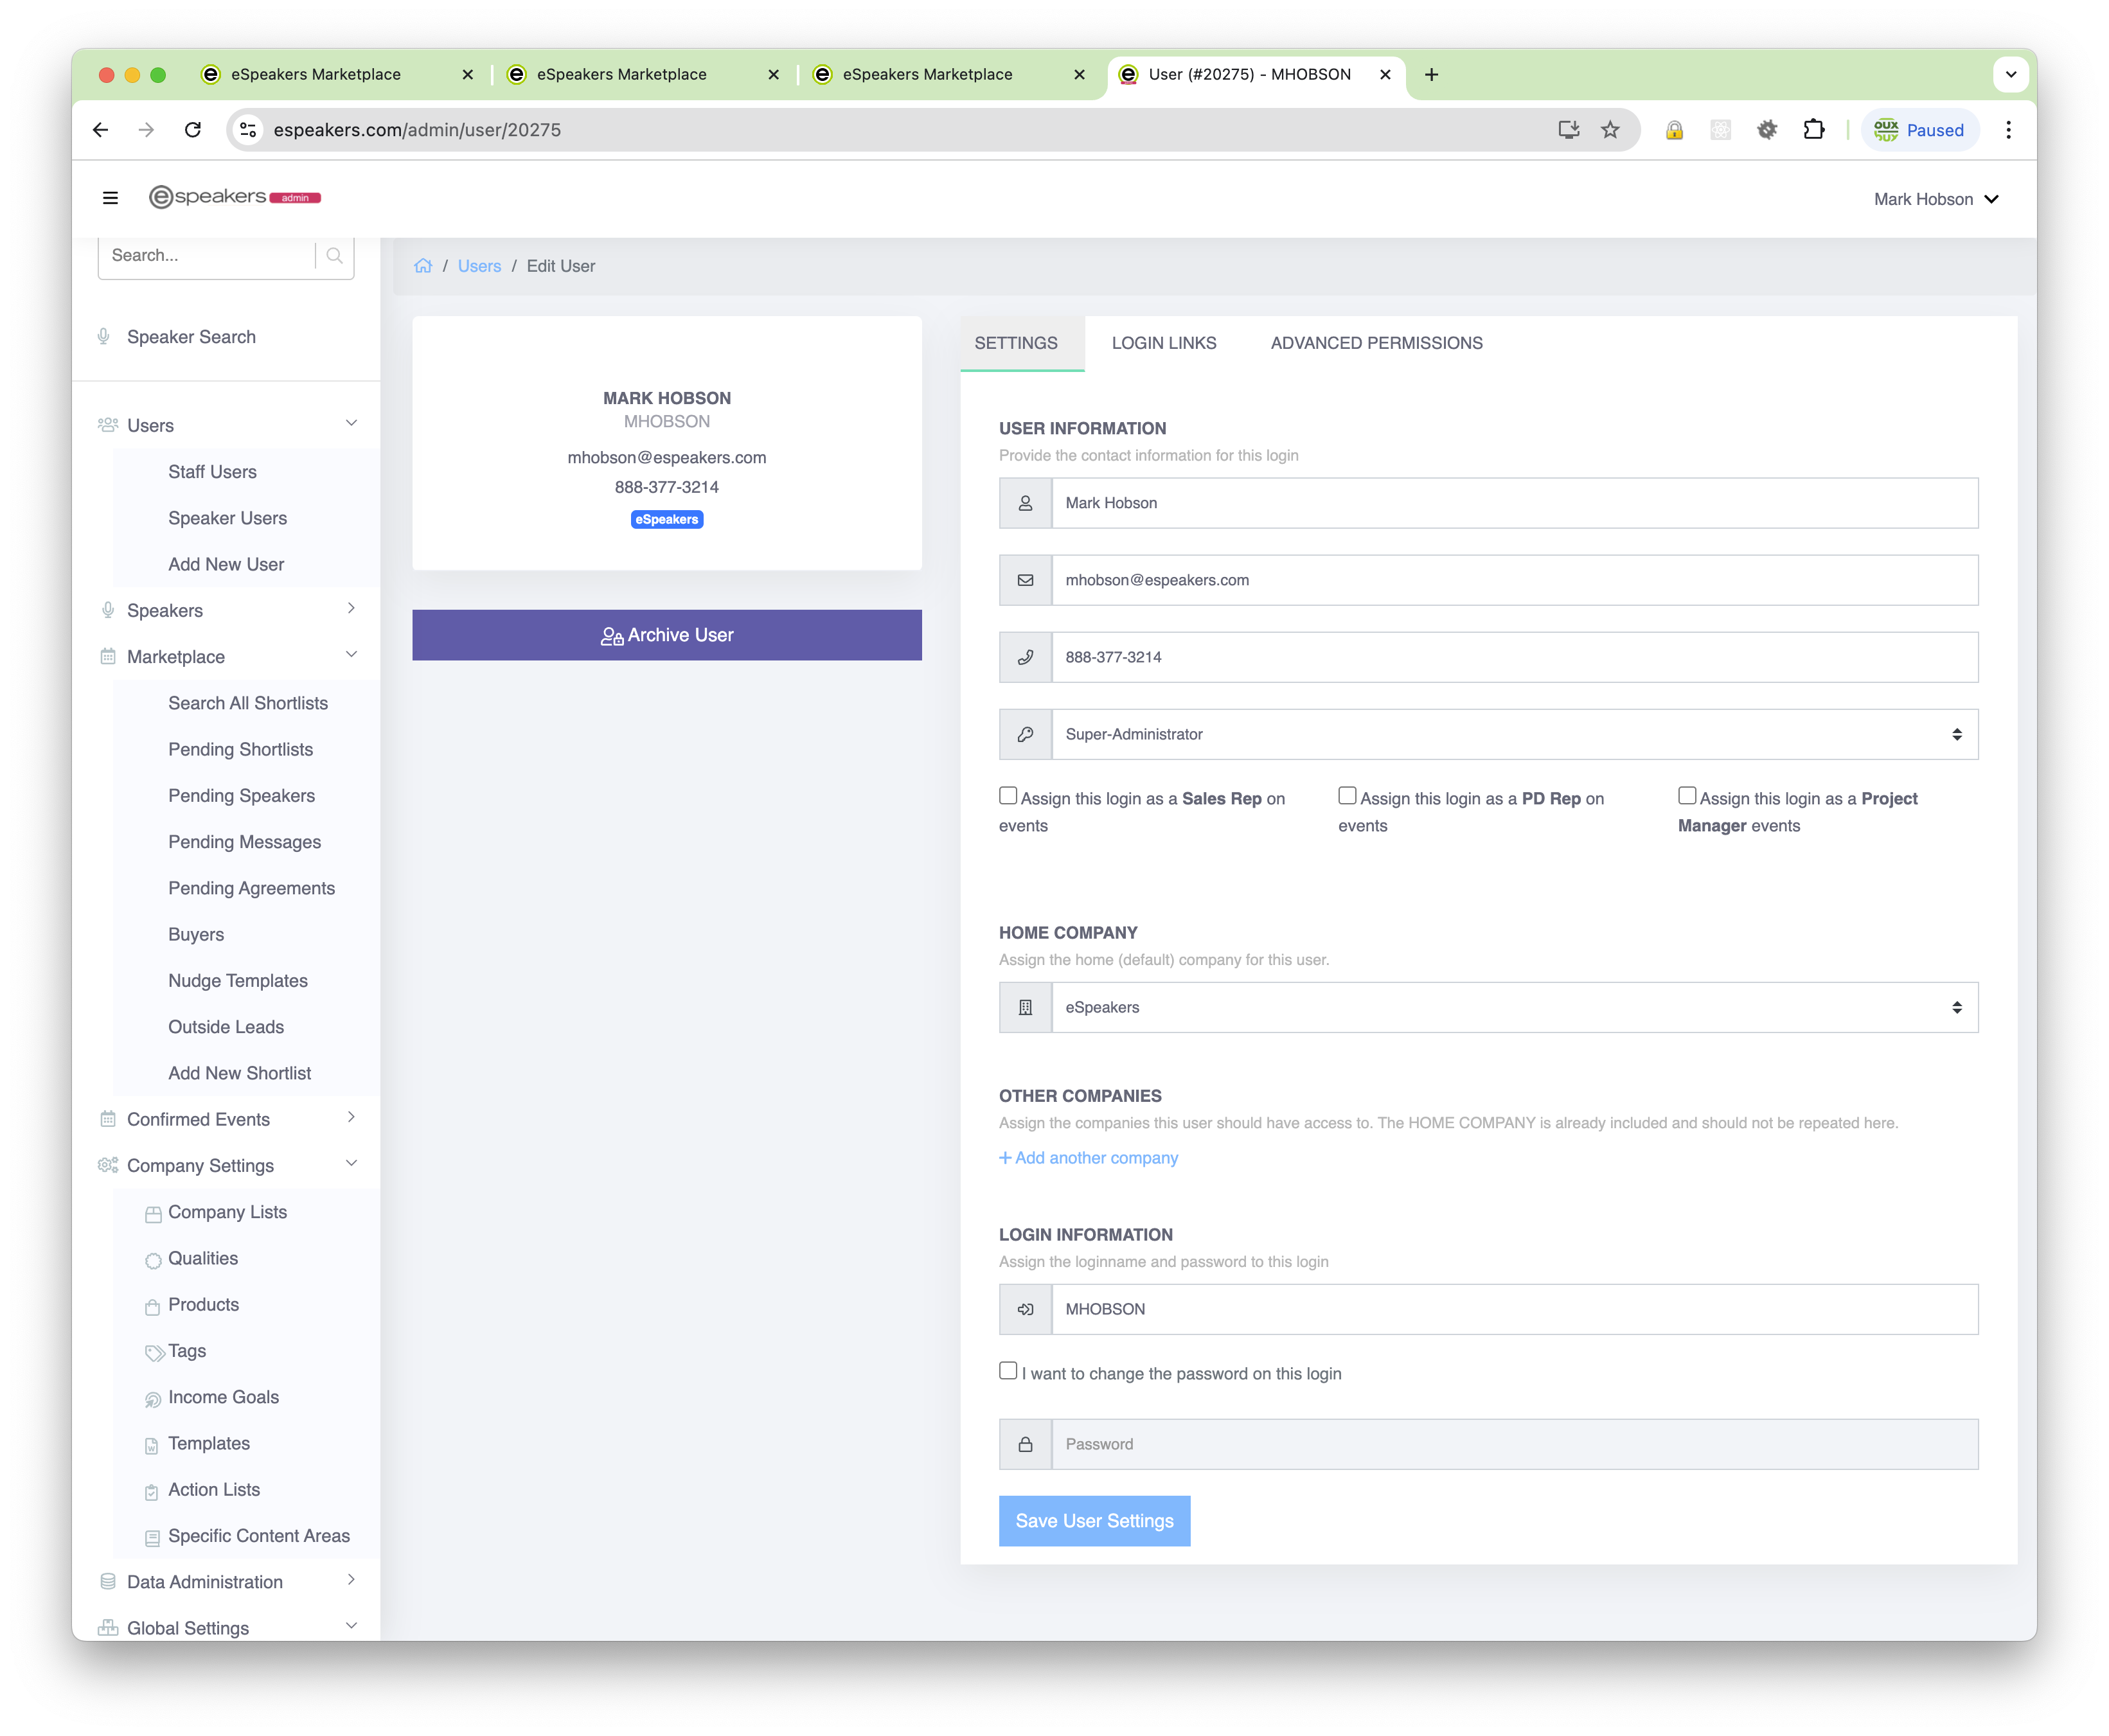 eSpeakers Marketplace
eSpeakers Marketplace
eSpeakers Marketplace
User (#20275) - MHOBSON
espeakers.com/admin/user/20275
Paused
espeakers admin
Mark Hobson
Search...
Speaker Search
Users
Staff Users
Speaker Users
Add New User
Speakers
Marketplace
Search All Shortlists
Pending Shortlists
Pending Speakers
Pending Messages
Pending Agreements
Buyers
Nudge Templates
Outside Leads
Add New Shortlist
Confirmed Events
Company Settings
Company Lists
Qualities
Products
Tags
Income Goals
Templates
Action Lists
Specific Content Areas
Data Administration
Global Settings
/ Users / Edit User
MARK HOBSON
MHOBSON
mhobson@espeakers.com
888-377-3214
eSpeakers
Archive User
SETTINGS
LOGIN LINKS
ADVANCED PERMISSIONS
USER INFORMATION
Provide the contact information for this login
Mark Hobson
mhobson@espeakers.com
888-377-3214
Super-Administrator
Assign this login as a Sales Rep on
events
Assign this login as a PD Rep on
events
Assign this login as a Project
Manager events
HOME COMPANY
Assign the home (default) company for this user.
eSpeakers
OTHER COMPANIES
Assign the companies this user should have access to. The HOME COMPANY is already included and should not be repeated here.
+ Add another company
LOGIN INFORMATION
Assign the loginname and password to this login
MHOBSON
I want to change the password on this login
Password
Save User Settings